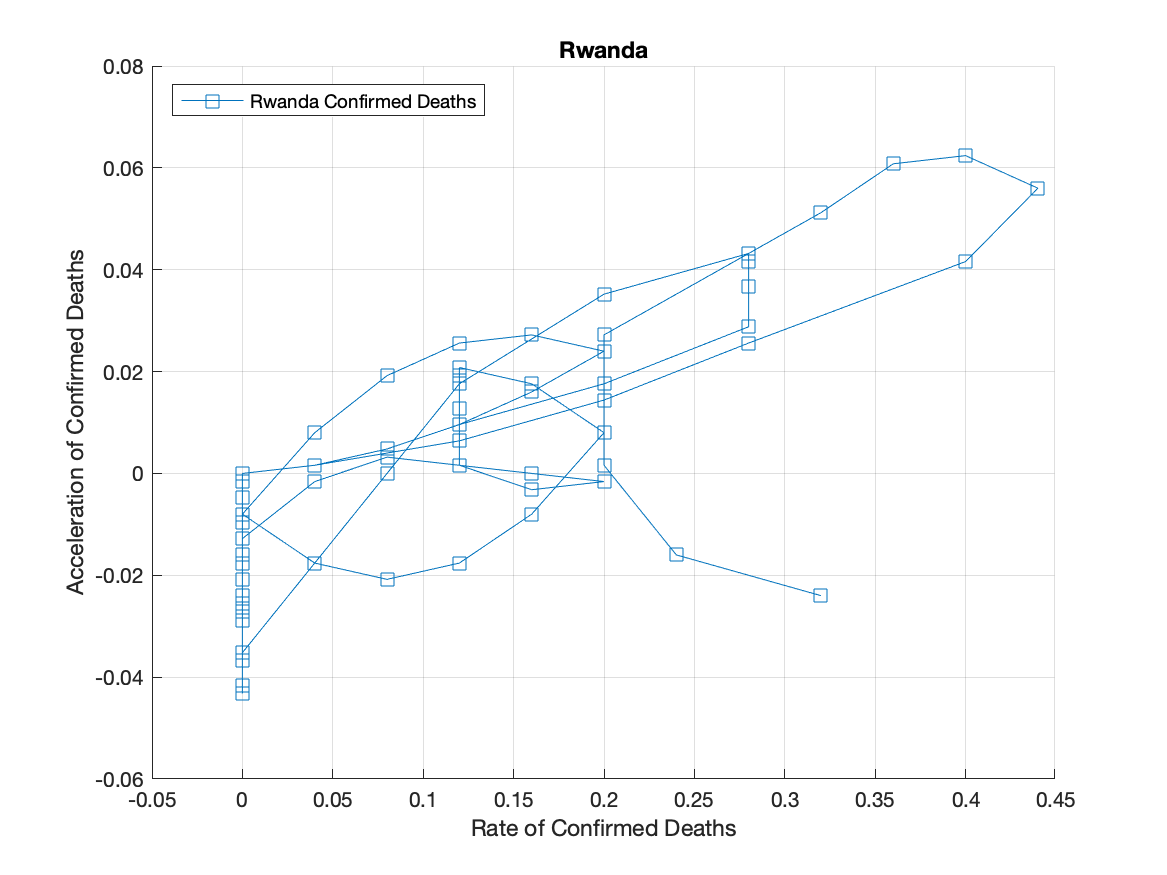 Rwanda
Rwanda Confirmed Deaths
Acceleration of Confirmed Deaths
0.08
0.06
0.04
0.02
0
-0.02
-0.04
-0.06
-0.05 0 0.05 0.1 0.15 0.2 0.25 0.3 0.35 0.4 0.45
Rate of Confirmed Deaths